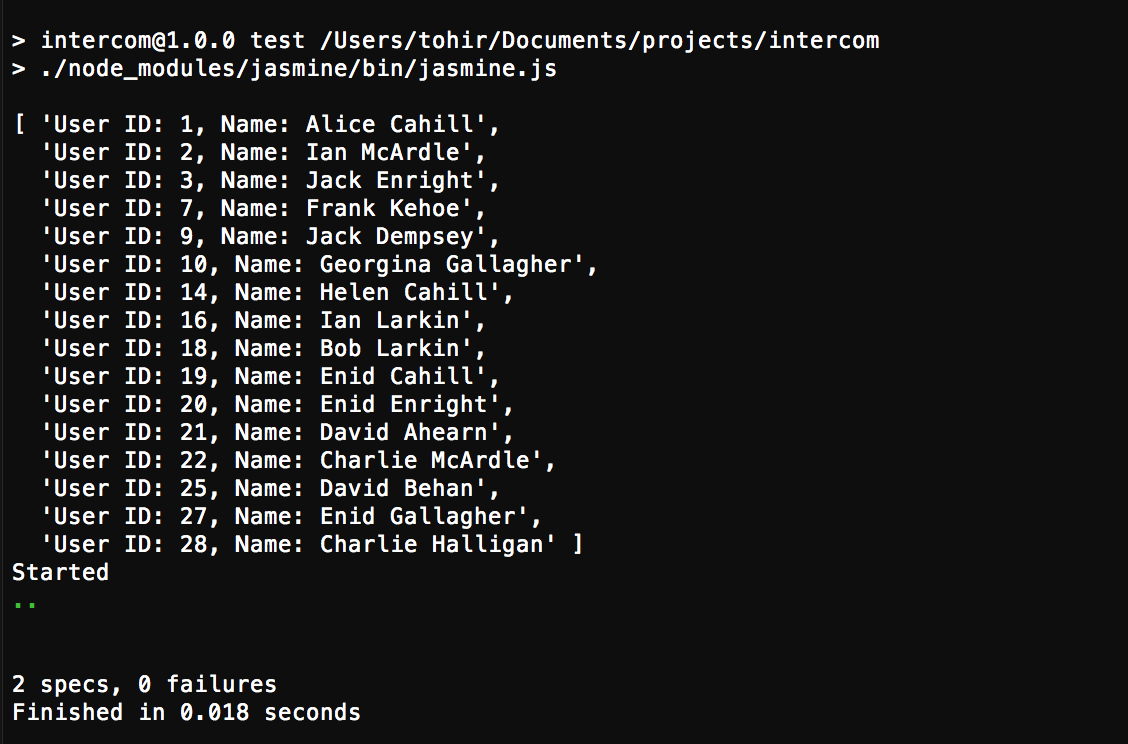 > intercom@1.0.0 test /Users/tohir/Documents/projects/intercom
> ./node_modules/jasmine/bin/jasmine.js
[ 'User ID: 1, Name: Alice Cahill',
'User ID: 2, Name: Ian McArdle',
'User ID: 3, Name: Jack Enright',
'User ID: 7, Name: Frank Kehoe',
'User ID: 9, Name: Jack Dempsey',
'User ID: 10, Name: Georgina Gallagher',
'User ID: 14, Name: Helen Cahill',
'User ID: 16, Name: Ian Larkin',
'User ID: 18, Name: Bob Larkin',
'User ID: 19, Name: Enid Cahill',
'User ID: 20, Name: Enid Enright',
'User ID: 21, Name: David Ahearn',
'User ID: 22, Name: Charlie McArdle',
'User ID: 25, Name: David Behan',
'User ID: 27, Name: Enid Gallagher',
'User ID: 28, Name: Charlie Halligan' ]
Started
..
2 specs, 0 failures
Finished in 0.018 seconds